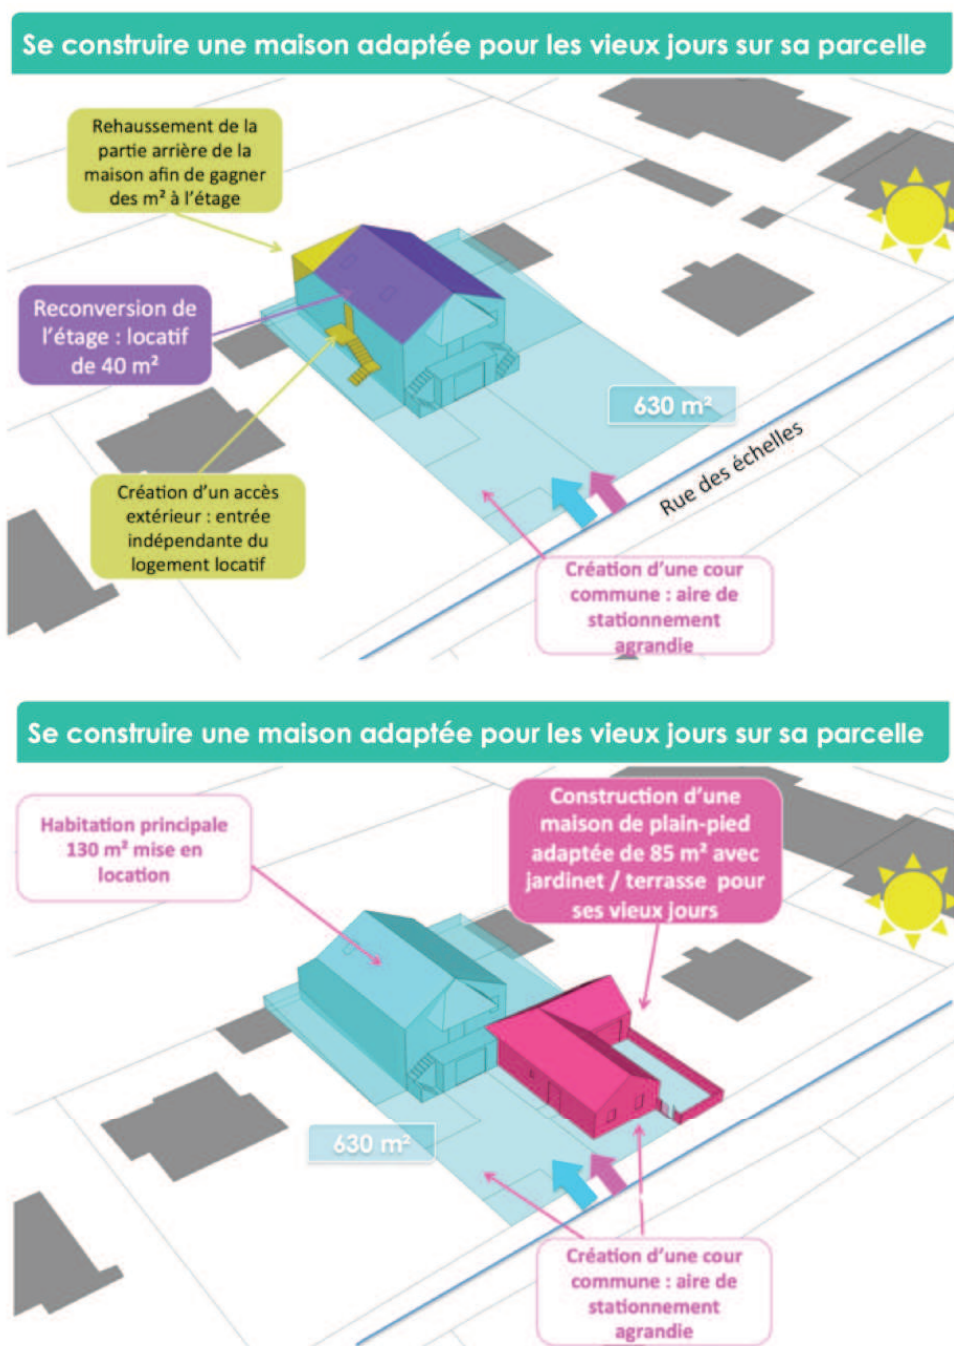 Se construire une maison adaptée pour les vieux jours sur sa parcelle
Rehaussement de la
partie arrière de la
maison afin de gagner
des m² à l’étage
Reconversion de
l’étage : locatif
de 40 m²
630 m²
Rue des échelles
Création d’un accès
extérieur : entrée
indépendante du
logement locatif
Création d’une cour
commune : aire de
stationnement
agrandie
Se construire une maison adaptée pour les vieux jours sur sa parcelle
Habitation principale
130 m² mise en
location
Construction d’une
maison de plain-pied
adaptée de 85 m² avec
jardinet / terrasse pour
ses vieux jours
630 m²
Création d’une cour
commune : aire de
stationnement
agrandie